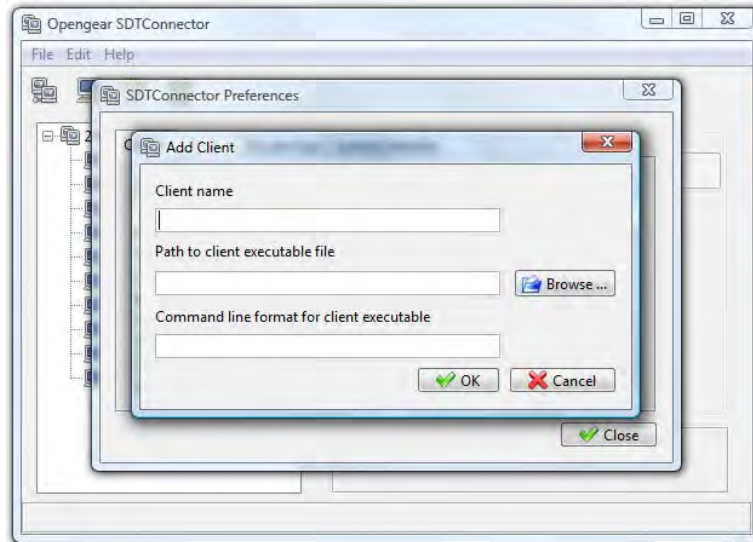 Opengear SDTConnector
File Edit Help
SDTConnector Preferences
Add Client
Client name
Path to client executable file
Browse ...
Command line format for client executable
OK Cancel
Close